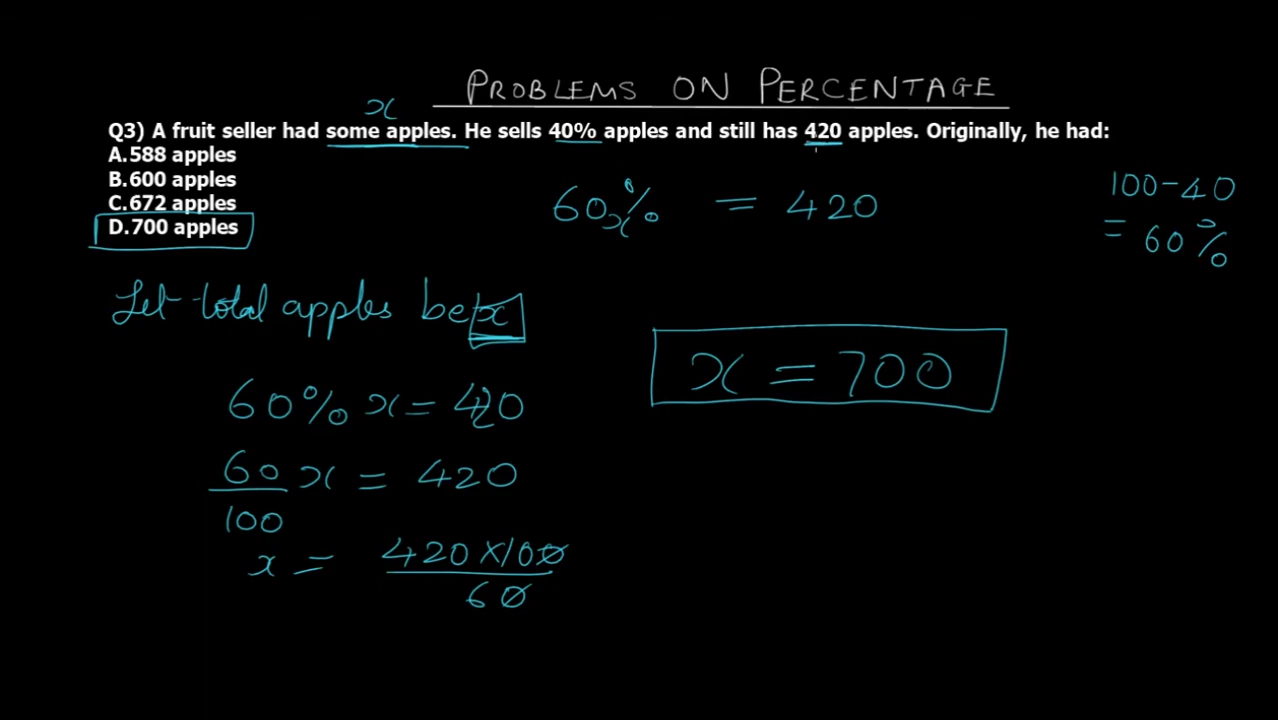 PROBLEMS ON PERCENTAGE
x
Q3) A fruit seller had some apples. He sells 40% apples and still has 420 apples. Originally, he had:
A.588 apples
B.600 apples
C.672 apples
D.700 apples
60% x = 420
100-40
= 60%
Let total apples be x
x = 700
60% x = 420
60/100 x = 420
x = 420 x 100 / 60